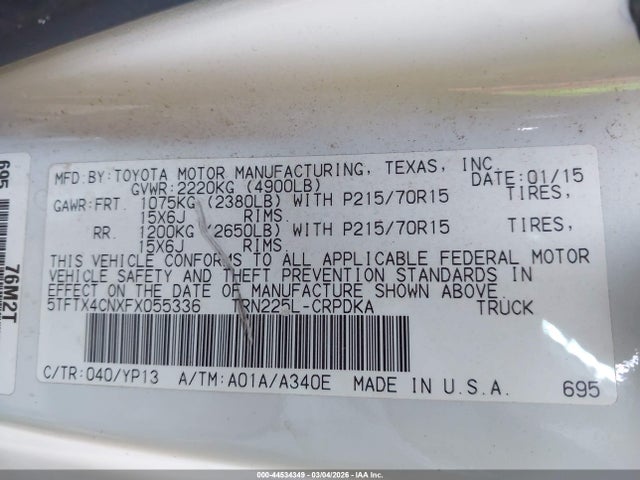 MFD.BY:TOYOTA MOTOR MANUFACTURING, TEXAS, INC.
GVWR:2220KG (4900LB) DATE:01/15
GAWR:FRT. 1075KG (2380LB) WITH P215/70R15 TIRES,
15X6J RIMS.
RR. 1200KG (2650LB) WITH P215/70R15 TIRES,
15X6J RIMS.
THIS VEHICLE CONFORMS TO ALL APPLICABLE FEDERAL MOTOR
VEHICLE SAFETY AND THEFT PREVENTION STANDARDS IN
EFFECT ON THE DATE OF MANUFACTURE SHOWN ABOVE.
5TFTX4CNXFX055336 TRN225L-CRPDKA TRUCK
C/TR:040/YP13 A/TM:A01A/A340E MADE IN U.S.A. 695
695
76M2T
000-44534349 - 03/04/2026 - IAA Inc.